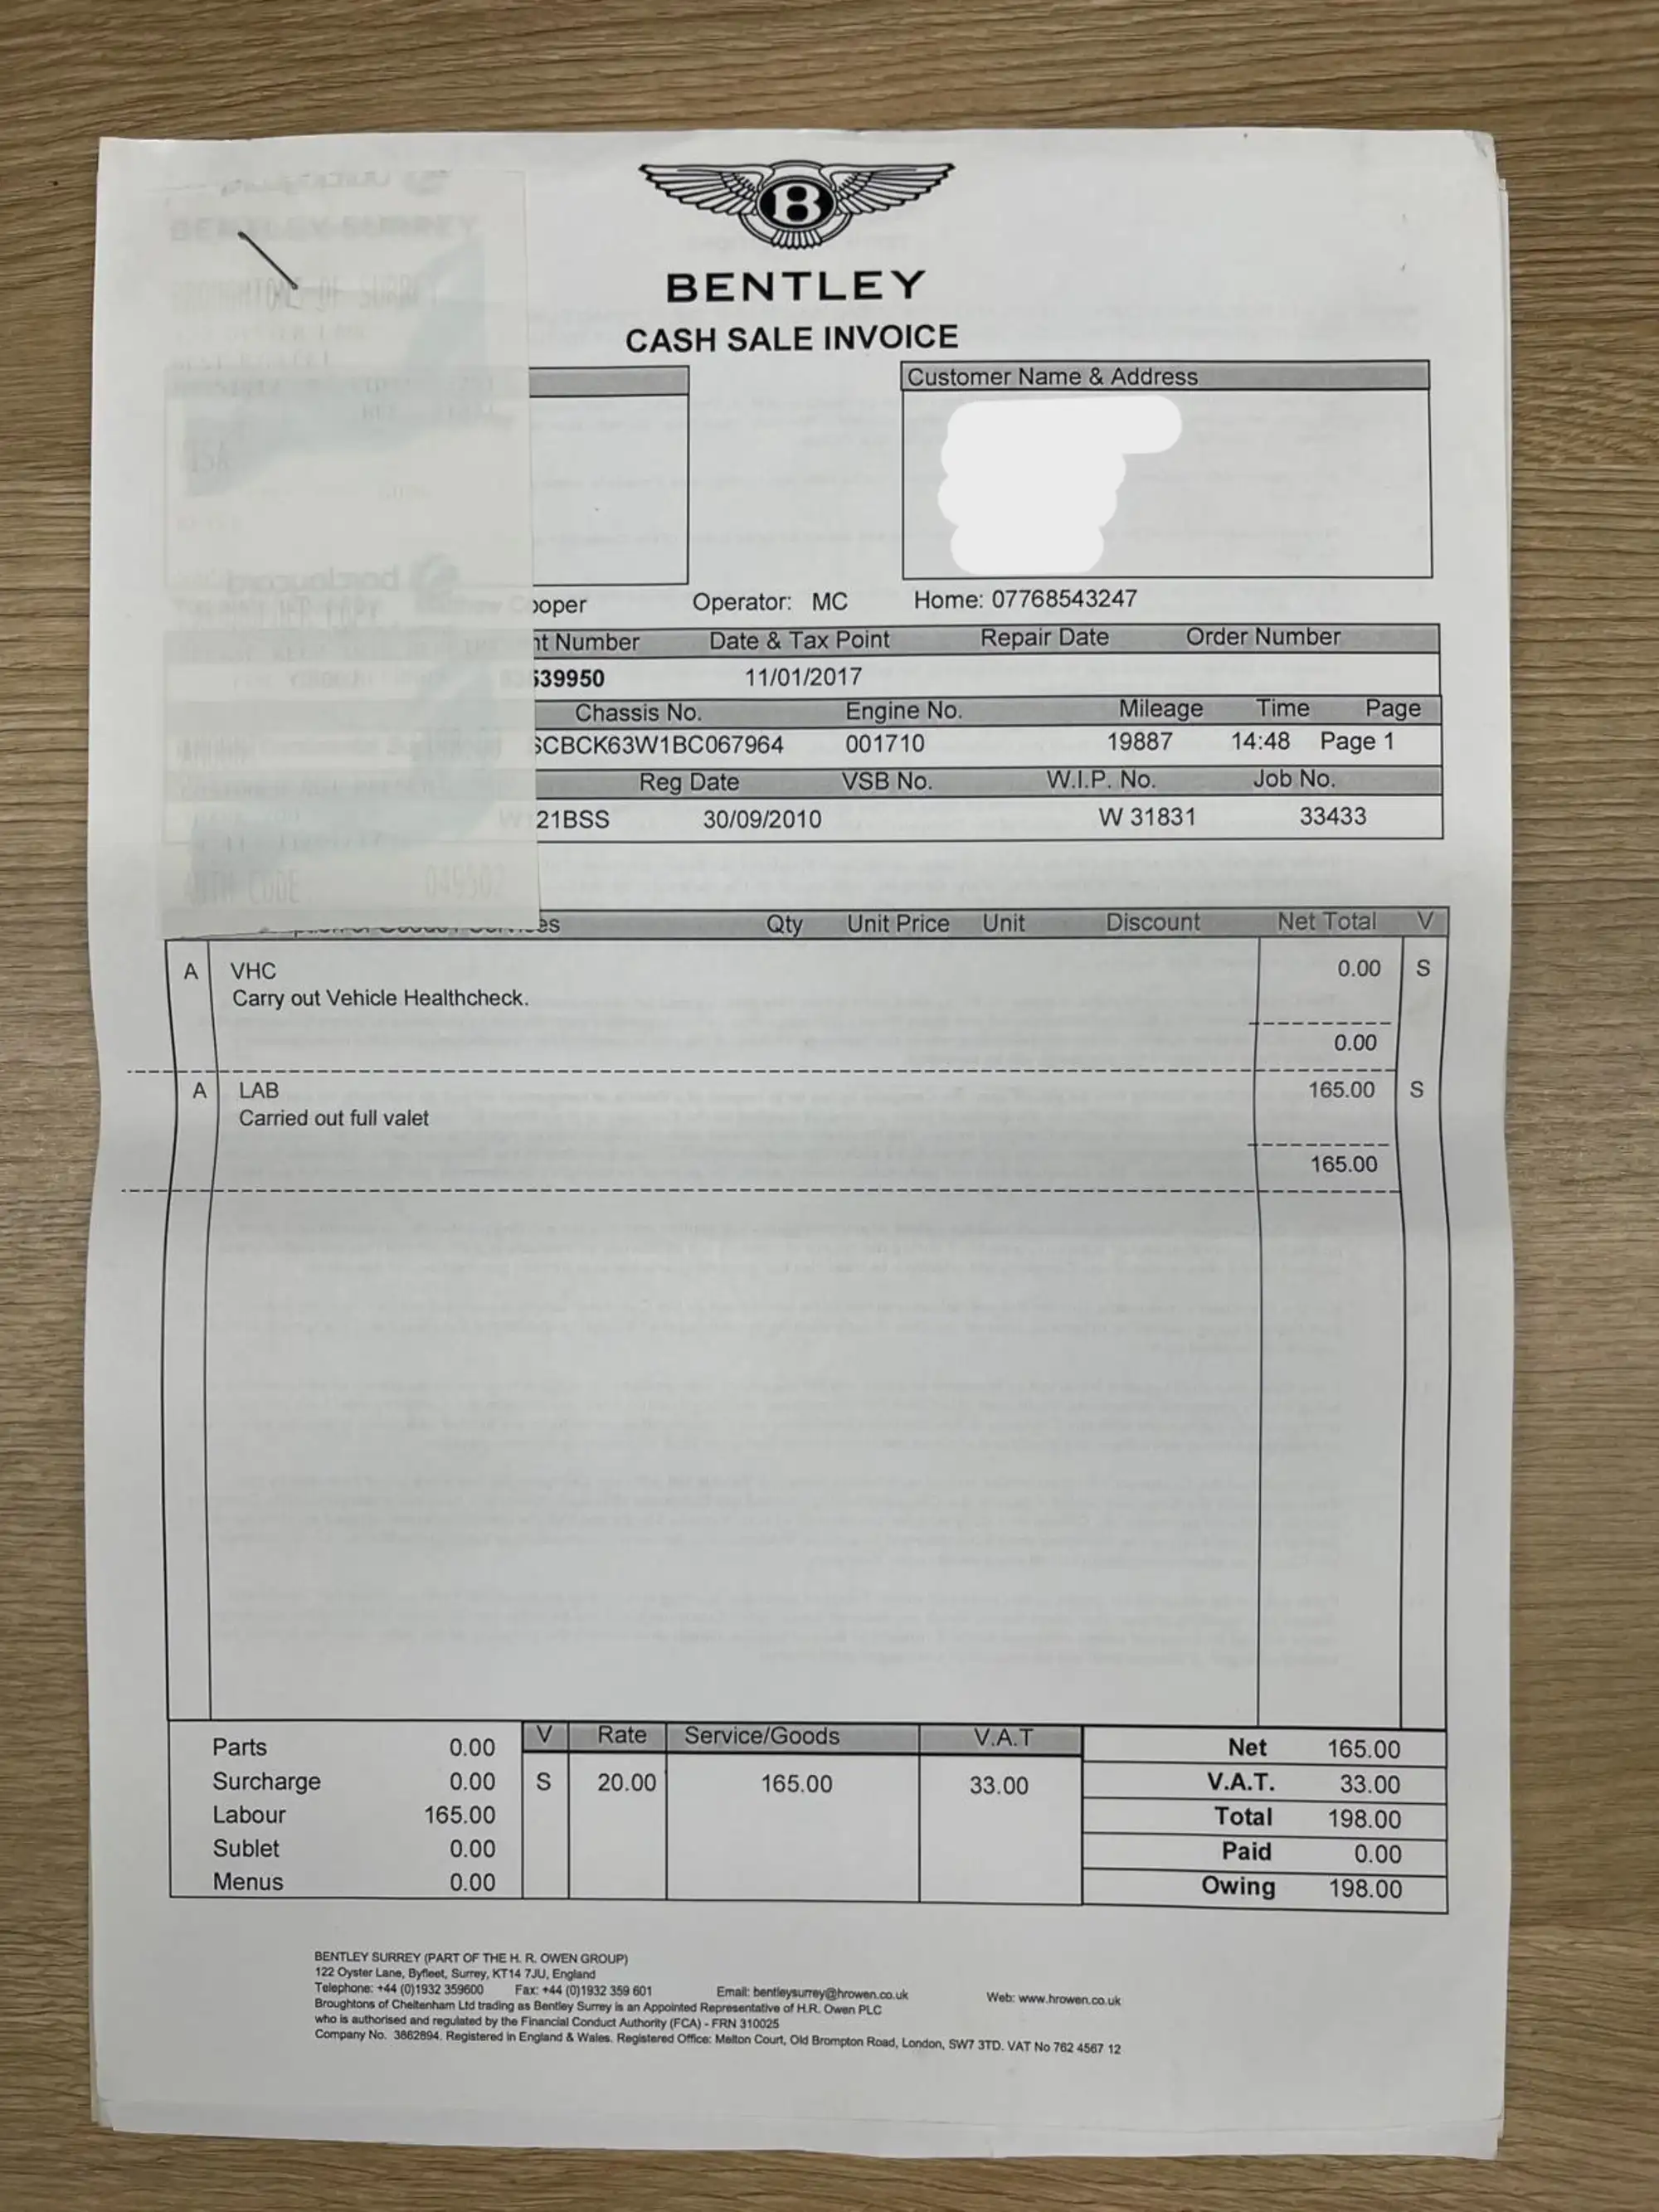 BENTLEY
CASH SALE INVOICE
Customer Name & Address
ooper Operator: MC Home: 07768543247
nt Number Date & Tax Point Repair Date Order Number
639950 11/01/2017
Chassis No. Engine No. Mileage Time Page
SCBCK63W1BC067964 001710 19887 14:48 Page 1
Reg Date VSB No. W.I.P. No. Job No.
21BSS 30/09/2010 W 31831 33433
AUTH CODE
es Qty Unit Price Unit Discount Net Total V
A VHC 0.00 S
Carry out Vehicle Healthcheck.
0.00
A LAB 165.00 S
Carried out full valet
165.00
Parts 0.00 V Rate Service/Goods V.A.T Net 165.00
Surcharge 0.00 S 20.00 165.00 33.00 V.A.T. 33.00
Labour 165.00 Total 198.00
Sublet 0.00 Paid 0.00
Menus 0.00 Owing 198.00
BENTLEY SURREY (PART OF THE H. R. OWEN GROUP)
122 Oyster Lane, Byfleet, Surrey, KT14 7JU, England
Telephone: +44 (0)1932 359600 Fax: +44 (0)1932 359 601 Email: bentleysurrey@hrowen.co.uk Web: www.hrowen.co.uk
Broughtons of Cheltenham Ltd trading as Bentley Surrey is an Appointed Representative of H.R. Owen PLC
who is authorised and regulated by the Financial Conduct Authority (FCA) - FRN 310025
Company No. 3862894. Registered in England & Wales. Registered Office: Melton Court, Old Brompton Road, London, SW7 3TD. VAT No 762 4567 12